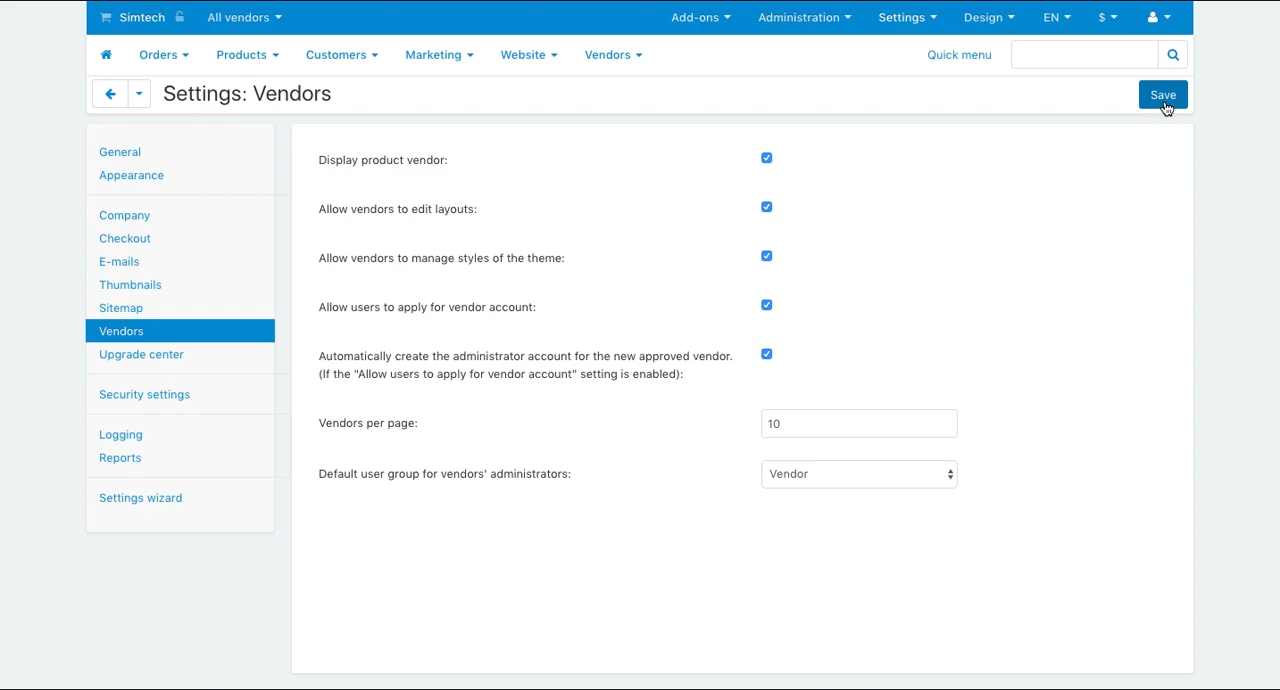 Simtech All vendors Add-ons Administration Settings Design EN $
Orders Products Customers Marketing Website Vendors Quick menu
Settings: Vendors Save
General
Appearance
Company
Checkout
E-mails
Thumbnails
Sitemap
Vendors
Upgrade center
Security settings
Logging
Reports
Settings wizard
Display product vendor:
Allow vendors to edit layouts:
Allow vendors to manage styles of the theme:
Allow users to apply for vendor account:
Automatically create the administrator account for the new approved vendor.
(If the "Allow users to apply for vendor account" setting is enabled):
Vendors per page: 10
Default user group for vendors' administrators: Vendor